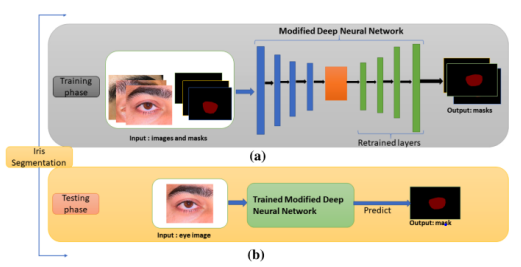 Modified Deep Neural Network
Training
phase
Input : images and masks
Output: masks
Retrained layers
(a)
Iris
Segmentation
Testing
phase
Trained Modified Deep
Neural Network
Predict
Input : eye image
Output: mask
(b)